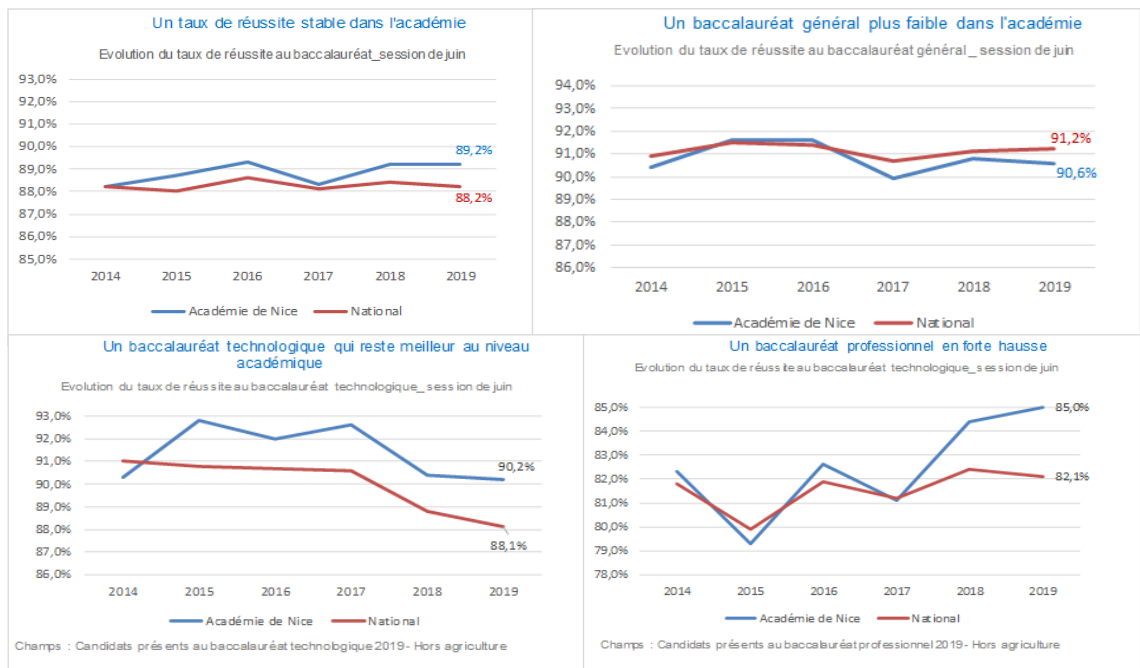 Un taux de réussite stable dans l'académié
Evolution du taux de réussite au baccalauréat_session de juin
93,0%
92,0%
91,0%
90,0%
89,0%
88,0%
87,0%
86,0%
85,0%
89,2%
88,2%
2014 2015 2016 2017 2018 2019
Académie de Nice National
Un baccalauréat général plus faible dans l'académie
Evolution du taux de réussite au baccalauréat général _ session de juin
94,0%
93,0%
92,0%
91,0%
90,0%
89,0%
88,0%
87,0%
86,0%
91,2%
90,6%
2014 2015 2016 2017 2018 2019
Académie de Nice National
Un baccalauréat technologique qui reste meilleur au niveau
académique
Evolution du taux de réussite au baccalauréat technologique_ session de juin
93,0%
92,0%
91,0%
90,0%
89,0%
88,0%
87,0%
86,0%
90,2%
88,1%
2014 2015 2016 2017 2018 2019
Académie de Nice National
Champs : Candidats présents au baccalauréat technologique 2019 - Hors agriculture
Un baccalauréat professionnel en forte hausse
Evolution du taux de réussite au baccalauréat technologique_session de juin
85,0%
84,0%
83,0%
82,0%
81,0%
80,0%
79,0%
78,0%
85,0%
82,1%
2014 2015 2016 2017 2018 2019
Académie de Nice National
Champs : Candidats présents au baccalauréat professionnel 2019 - Hors agriculture